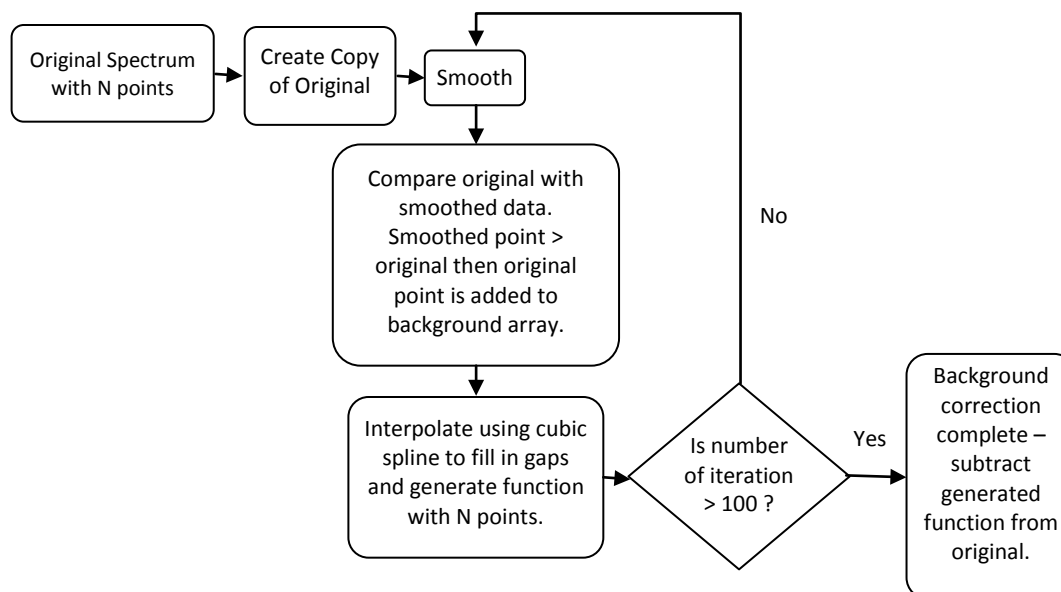 Original Spectrum
with N points
Create Copy
of Original
Smooth
Compare original with
smoothed data.
Smoothed point >
original then original
point is added to
background array.
Interpolate using cubic
spline to fill in gaps
and generate function
with N points.
Is number
of iteration
> 100 ?
No
Yes
Background
correction
complete –
subtract
generated
function from
original.